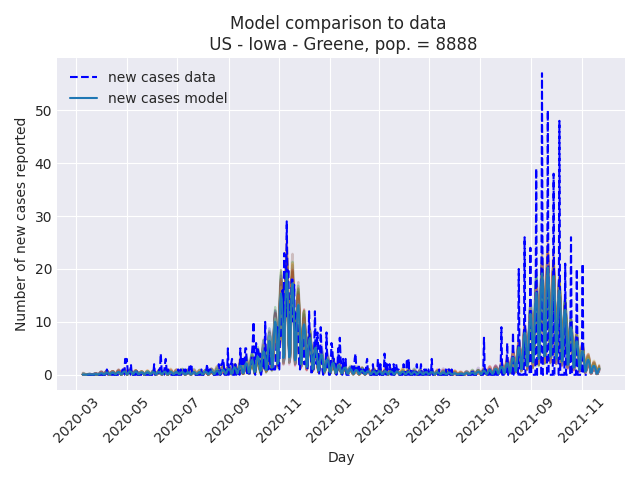 Model comparison to data
US - Iowa - Greene, pop. = 8888
new cases data
new cases model
Number of new cases reported
50
40
30
20
10
0
2020-03
2020-05
2020-07
2020-09
2020-11
2021-01
2021-03
2021-05
2021-07
2021-09
2021-11
Day